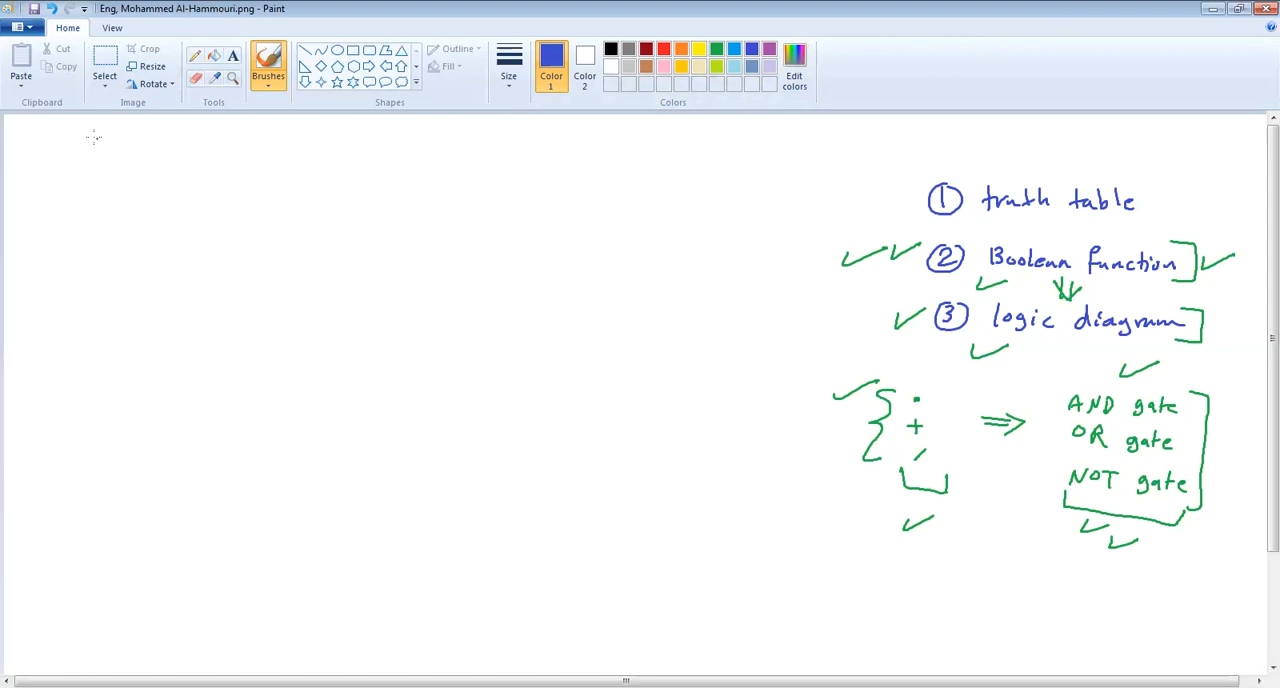 Eng, Mohammed Al-Hammouri.png - Paint
Home View
Paste
Cut
Copy
Clipboard
Select
Crop
Resize
Rotate
Image
Tools
Brushes
Shapes
Outline
Fill
Size
Color 1
Color 2
Edit colors
Colors
① truth table
② Boolean function
③ logic diagram
.
+ ⇒
′
AND gate
OR gate
NOT gate